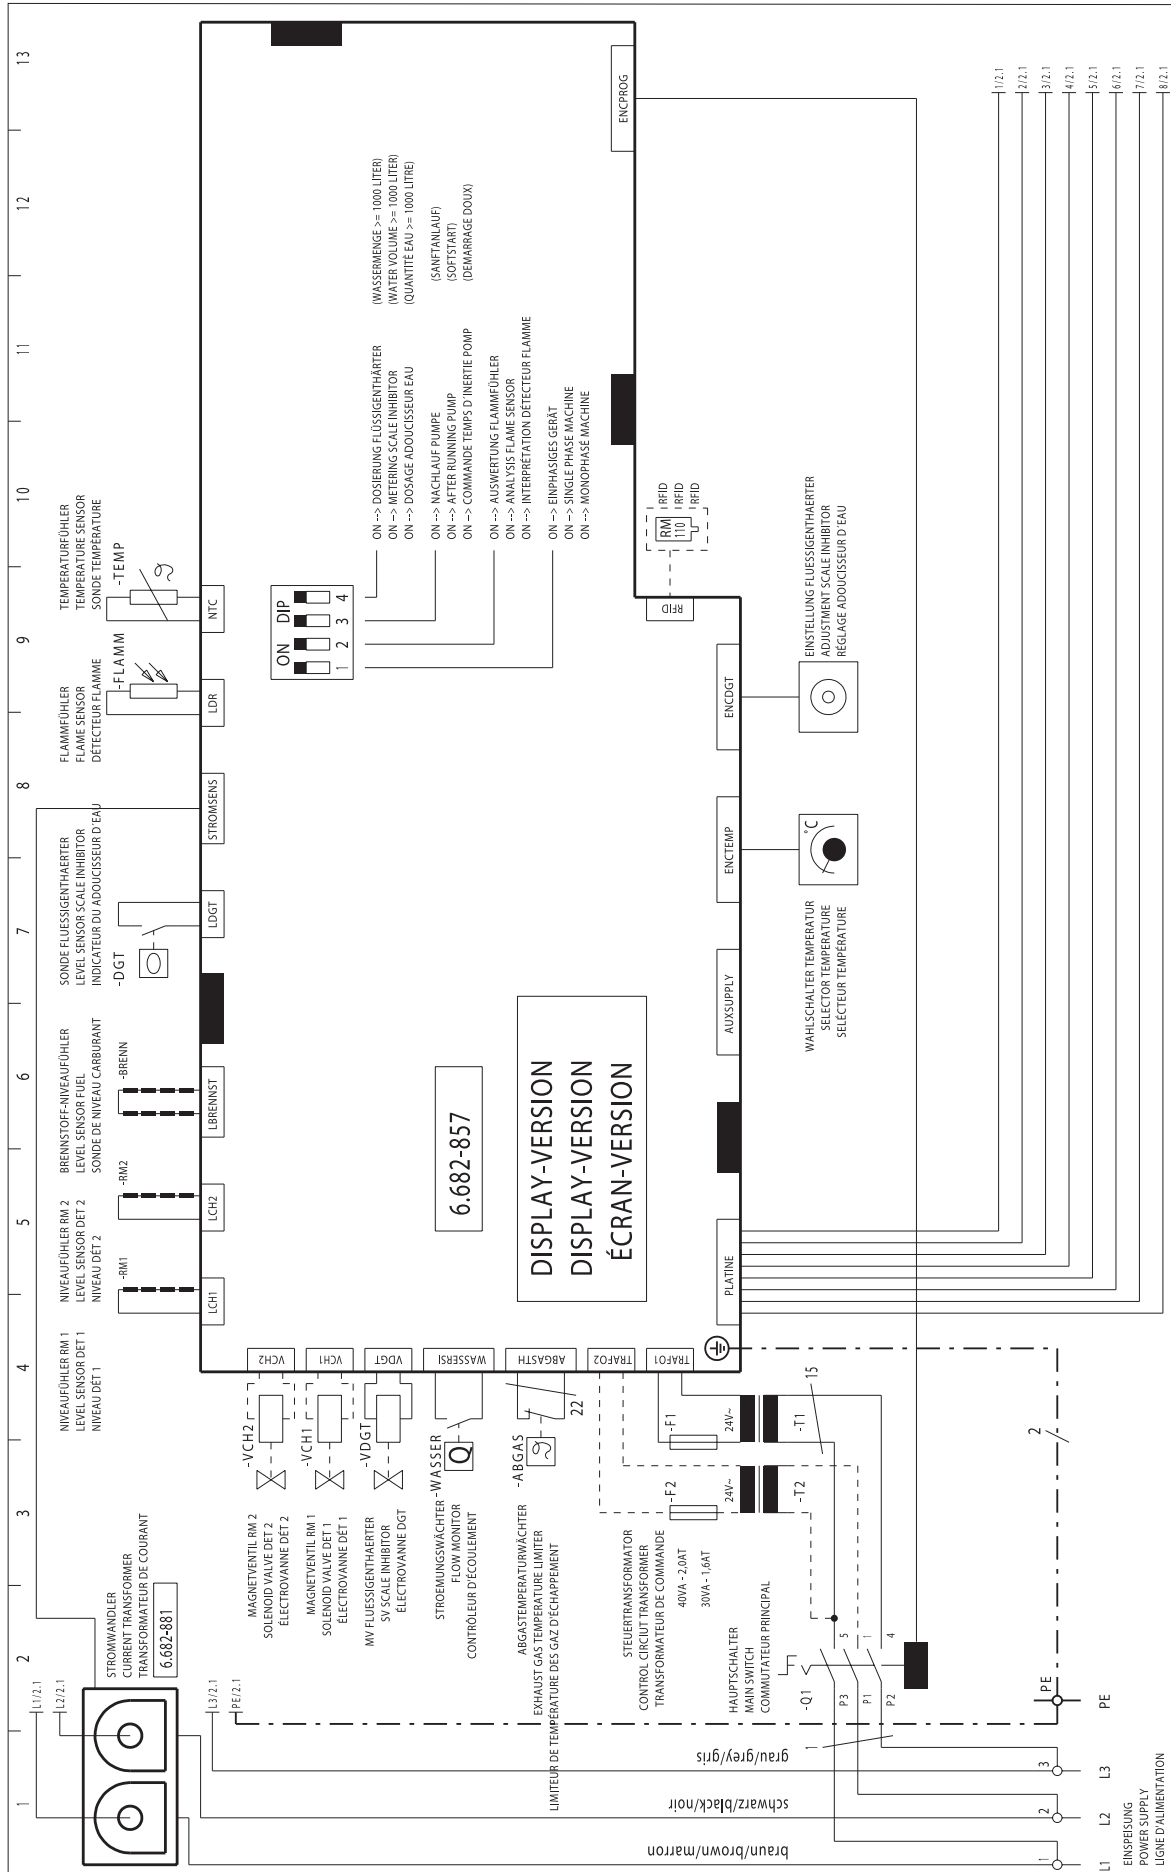 1
2
3
4
5
6
7
8
9
10
11
12
13
STROMWANDLER
CURRENT TRANSFORMER
TRANSFORMATEUR DE COURANT
6.682-881
L1/2.1
L2/2.1
L3/2.1
PE/2.1
NIVEAUFÜHLER RM 1
LEVEL SENSOR DET 1
NIVEAU DÉT 1
-RM1
LCH1
NIVEAUFÜHLER RM 2
LEVEL SENSOR DET 2
NIVEAU DÉT 2
-RM2
LCH2
BRENNSTOFF-NIVEAUFÜHLER
LEVEL SENSOR FUEL
SONDE DE NIVEAU CARBURANT
-BRENN
LBRENNST
SONDE FLUESSIGENTHAERTER
LEVEL SENSOR SCALE INHIBITOR
INDICATEUR DU ADOUCISSEUR D'EAU
-DGT
LDGT
STROMSENS
FLAMMFÜHLER
FLAME SENSOR
DÉTECTEUR FLAMME
-FLAMM
LDR
TEMPERATURFÜHLER
TEMPERATURE SENSOR
SONDE TEMPÉRATURE
-TEMP
NTC
ON DIP
1 2 3 4
ON --> DOSIERUNG FLÜSSIGENTHÄRTER (WASSERMENGE >= 1000 LITER)
ON --> METERING SCALE INHIBITOR (WATER VOLUME >= 1000 LITER)
ON --> DOSAGE ADOUCISSEUR EAU (QUANTITÉ EAU >= 1000 LITRE)
ON --> NACHLAUF PUMPE (SANFTANLAUF)
ON --> AFTER RUNNING PUMP (SOFTSTART)
ON --> COMMANDE TEMPS D'INERTIE POMP (DEMARRAGE DOUX)
ON --> AUSWERTUNG FLAMMFÜHLER
ON --> ANALYSIS FLAME SENSOR
ON --> INTERPRÉTATION DÉTECTEUR FLAMME
ON --> EINPHASIGES GERÄT
ON --> SINGLE PHASE MACHINE
ON --> MONOPHASÉ MACHINE
6.682-857
DISPLAY-VERSION
DISPLAY-VERSION
ÉCRAN-VERSION
MAGNETVENTIL RM 2
SOLENOID VALVE DET 2
ÉLECTROVANNE DÉT 2
-VCH2
VCH2
MAGNETVENTIL RM 1
SOLENOID VALVE DET 1
ÉLECTROVANNE DÉT 1
-VCH1
VCH1
MV FLUESSIGENTHAERTER
SV SCALE INHIBITOR
ÉLECTROVANNE DGT
-VDGT
VDGT
STROEMUNGSWÄCHTER
FLOW MONITOR
CONTRÔLEUR D'ÉCOULEMENT
-WASSER
Q
WASSERSI
ABGASTEMPERATURWÄCHTER
EXHAUST GAS TEMPERATURE LIMITER
LIMITEUR DE TEMPÉRATURE DES GAZ D'ÉCHAPPEMENT
-ABGAS
22
ABGASTH
STEUERTRANSFORMATOR
CONTROL CIRCIUT TRANSFORMER
TRANSFORMATEUR DE COMMANDE
40VA - 2,0AT
30VA - 1,6AT
-F2
24V~
-T2
TRAFO2
-F1
24V~
-T1
TRAFO1
15
2
HAUPTSCHALTER
MAIN SWITCH
COMMUTATEUR PRINCIPAL
-Q1
P3 5
P1 1
P2 4
PE
PE
1
grau/grey/gris
schwarz/black/noir
braun/brown/marron
1 L1
2 L2
3 L3
EINSPEISUNG
POWER SUPPLY
LIGNE D'ALIMENTATION
PLATINE
AUXSUPPLY
ENCTEMP
ENCDGT
RFID
ENCPROG
WAHLSCHALTER TEMPERATUR
SELECTOR TEMPERATURE
SELÉCTEUR TEMPÉRATURE
°C
EINSTELLUNG FLUESSIGENTHAERTER
ADJUSTMENT SCALE INHIBITOR
RÉGLAGE ADOUCISSEUR D'EAU
RM
110
RFID
RFID
RFID
1/2.1
2/2.1
3/2.1
4/2.1
5/2.1
6/2.1
7/2.1
8/2.1